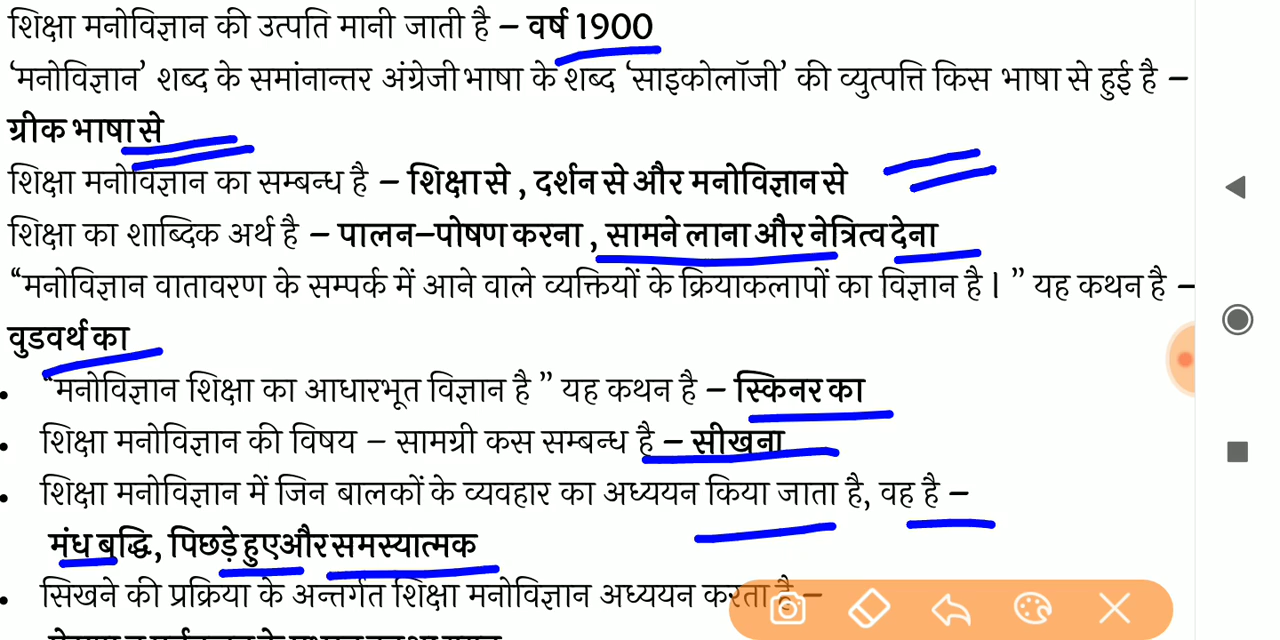 शिक्षा मनोविज्ञान की उत्पति मानी जाती है – वर्ष 1900
‘मनोविज्ञान’ शब्द के समांनान्तर अंग्रेजी भाषा के शब्द ‘साइकोलॉजी’ की व्युत्पत्ति किस भाषा से हुई है –
ग्रीक भाषा से
शिक्षा मनोविज्ञान का सम्बन्ध है – शिक्षा से , दर्शन से और मनोविज्ञान से
शिक्षा का शाब्दिक अर्थ है – पालन–पोषण करना , सामने लाना और नेत्रित्व देना
“मनोविज्ञान वातावरण के सम्पर्क में आने वाले व्यक्तियों के क्रियाकलापों का विज्ञान है । ” यह कथन है –
वुडवर्थ का
• “मनोविज्ञान शिक्षा का आधारभूत विज्ञान है ” यह कथन है – स्किनर का
• शिक्षा मनोविज्ञान की विषय – सामग्री कस सम्बन्ध है – सीखना
• शिक्षा मनोविज्ञान में जिन बालकों के व्यवहार का अध्ययन किया जाता है, वह है –
मंध बद्धि, पिछड़े हुए और समस्यात्मक
• सिखने की प्रक्रिया के अन्तर्गत शिक्षा मनोविज्ञान अध्ययन करता है –